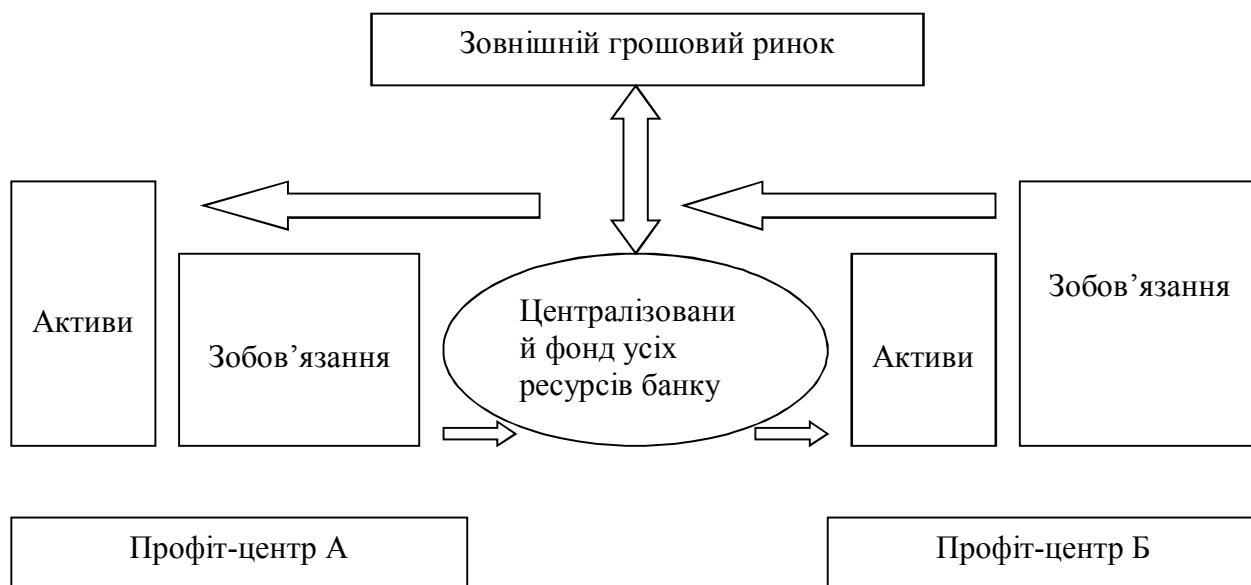 Зовнішній грошовий ринок
Активи
Зобов’язання
Централізовани
й фонд усіх
ресурсів банку
Активи
Зобов’язання
Профіт-центр А
Профіт-центр Б